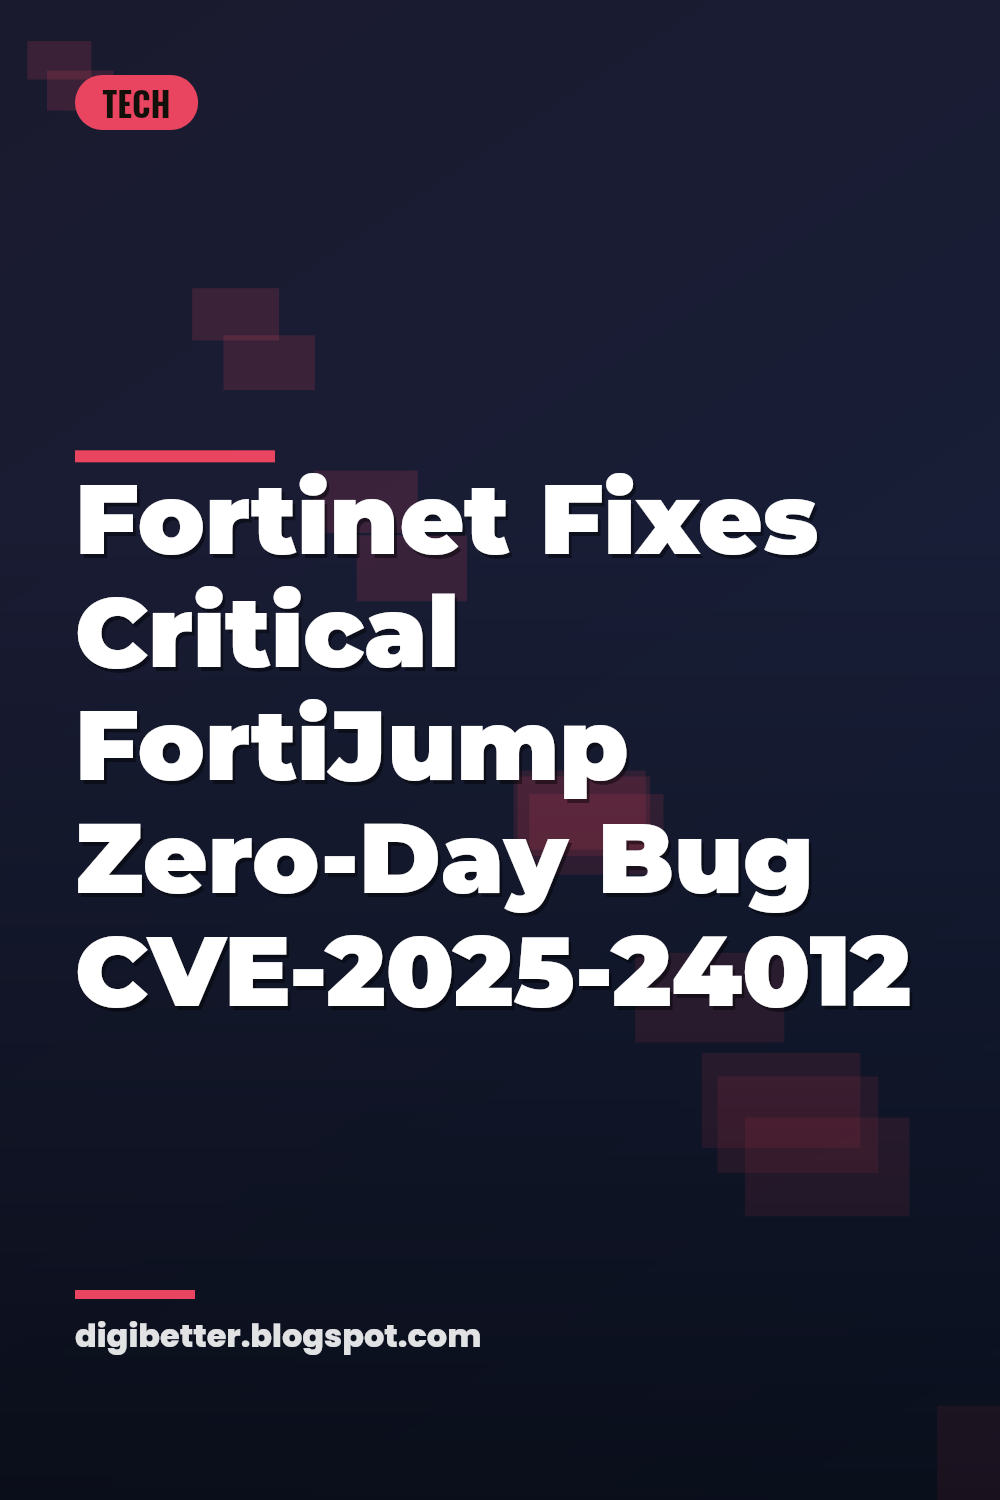 TECH
Fortinet Fixes
Critical
FortiJump
Zero-Day Bug
CVE-2025-24012
digibetter.blogspot.com